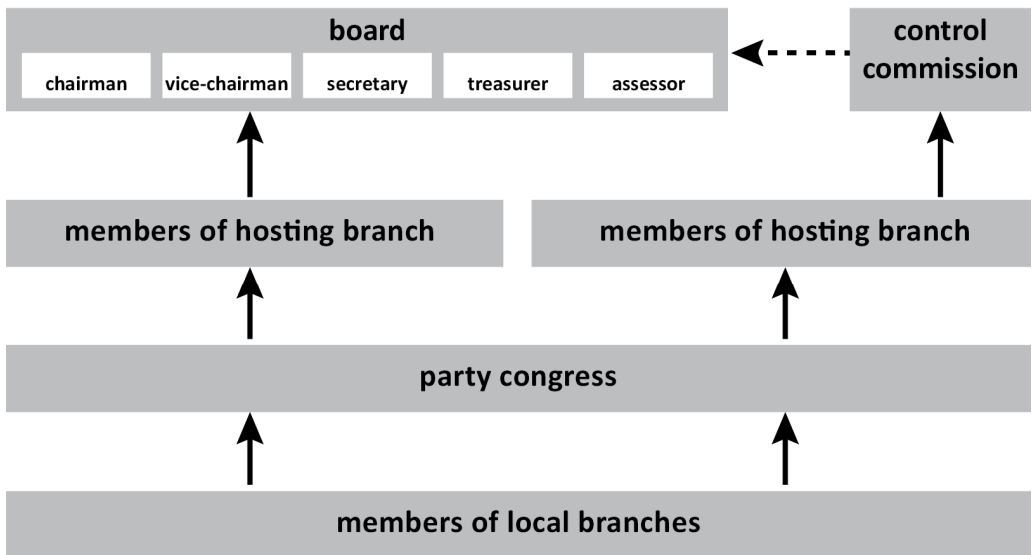 board
chairman
vice-chairman
secretary
treasurer
assessor
control
commission
members of hosting branch
members of hosting branch
party congress
members of local branches